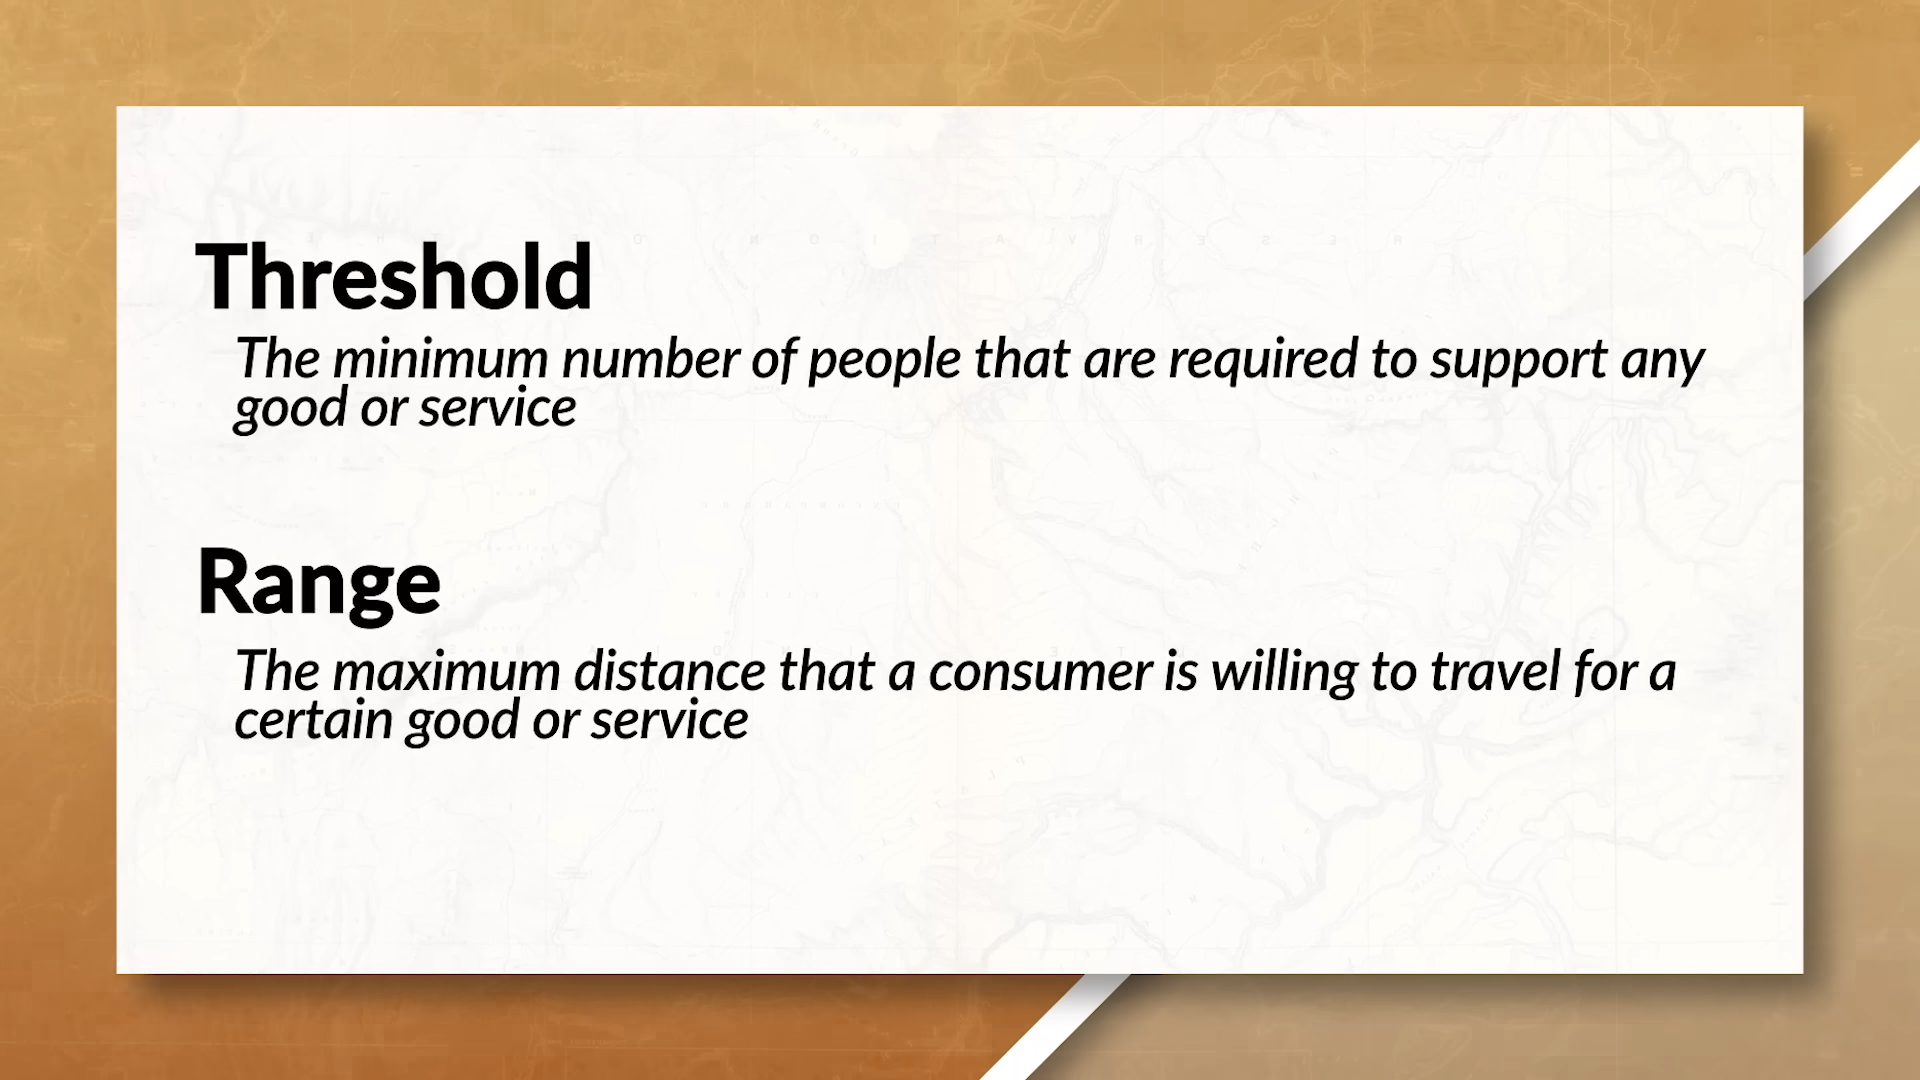 Threshold
The minimum number of people that are required to support any
good or service
Range
The maximum distance that a consumer is willing to travel for a
certain good or service